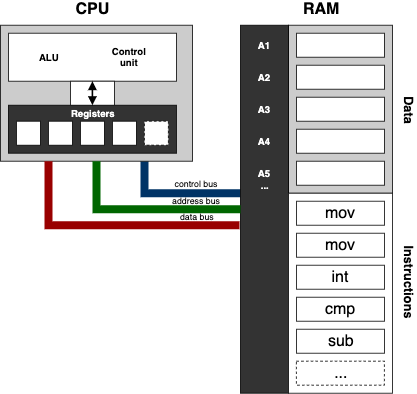 CPU
RAM
ALU
Control
unit
Registers
A1
A2
A3
A4
A5
...
Data
control bus
address bus
data bus
mov
mov
int
cmp
sub
...
Instructions